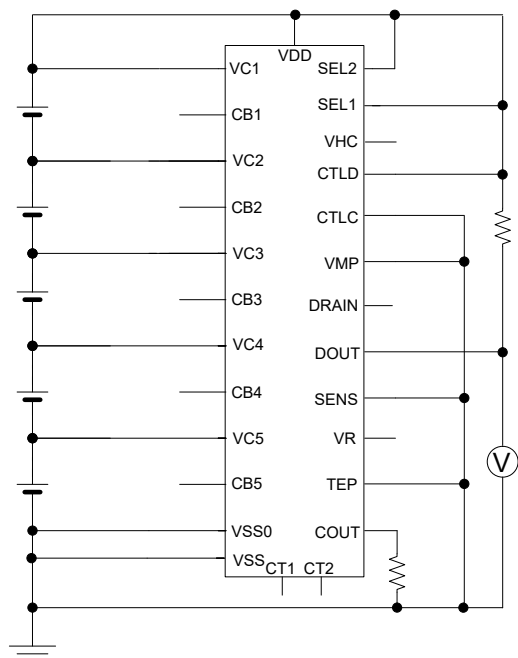 VDD
VC1
CB1
VC2
CB2
VC3
CB3
VC4
CB4
VC5
CB5
VSS0
VSS
CT1
CT2
SEL2
SEL1
VHC
CTLD
CTLC
VMP
DRAIN
DOUT
SENS
VR
TEP
COUT
V